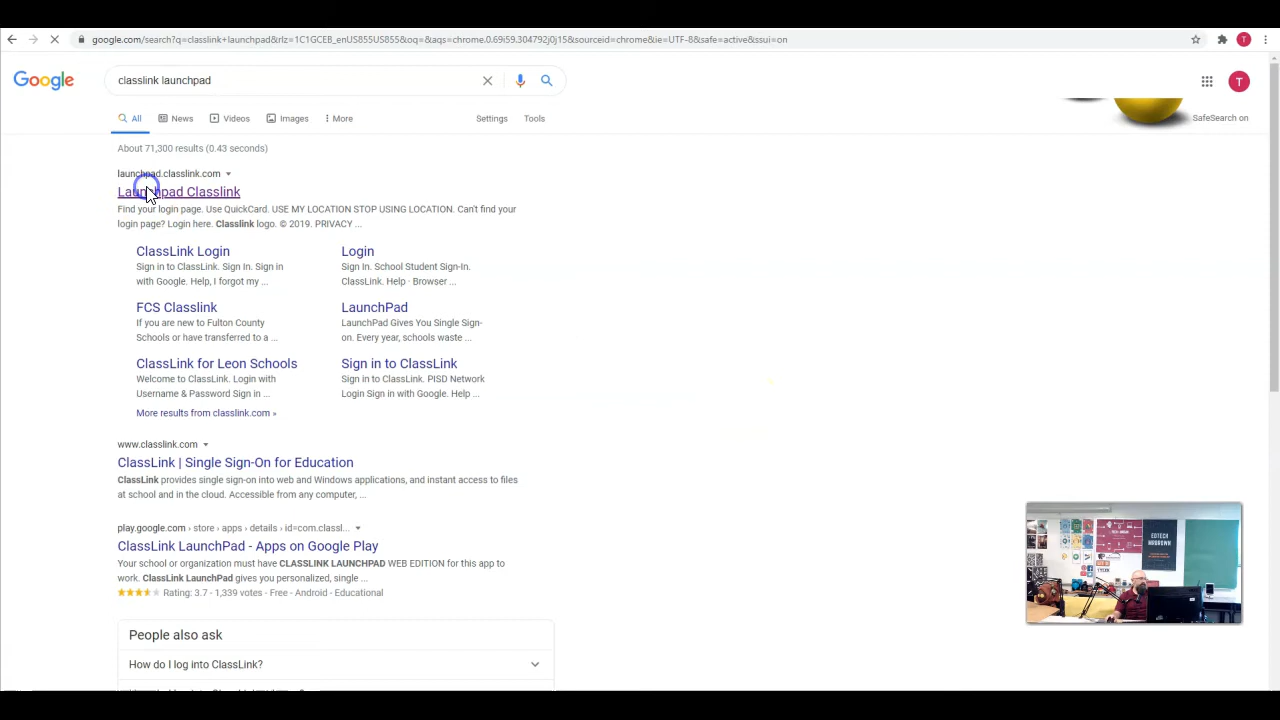 google.com/search?q=classlink+launchpad&rlz=1C1GCEB_enUS855US855&oq=&aqs=chrome.0.69i59.304792j0j15&sourceid=chrome&ie=UTF-8&safe=active&ssui=on
T
Google
classlink launchpad
T
All
News
Videos
Images
More
Settings
Tools
SafeSearch on
About 71,300 results (0.43 seconds)
launchpad.classlink.com
Launchpad Classlink
Find your login page. Use QuickCard. USE MY LOCATION STOP USING LOCATION. Can't find your
login page? Login here. Classlink logo. © 2019. PRIVACY ...
ClassLink Login
Sign in to ClassLink. Sign In. Sign in
with Google. Help, I forgot my ...
Login
Sign In. School Student Sign-In.
ClassLink. Help · Browser ...
FCS Classlink
If you are new to Fulton County
Schools or have transferred to a ...
LaunchPad
LaunchPad Gives You Single Sign-
on. Every year, schools waste ...
ClassLink for Leon Schools
Welcome to ClassLink. Login with
Username & Password Sign in ...
Sign in to ClassLink
Sign in to ClassLink. PISD Network
Login Sign in with Google. Help ...
More results from classlink.com »
www.classlink.com
ClassLink | Single Sign-On for Education
ClassLink provides single sign-on into web and Windows applications, and instant access to files
at school and in the cloud. Accessible from any computer, ...
play.google.com › store › apps › details › id=com.classl...
ClassLink LaunchPad - Apps on Google Play
Your school or organization must have CLASSLINK LAUNCHPAD WEB EDITION for this app to
work. ClassLink LaunchPad gives you personalized, single ...
Rating: 3.7 - 1,339 votes - Free - Android - Educational
People also ask
How do I log into ClassLink?
EDTECH
MRBROWN